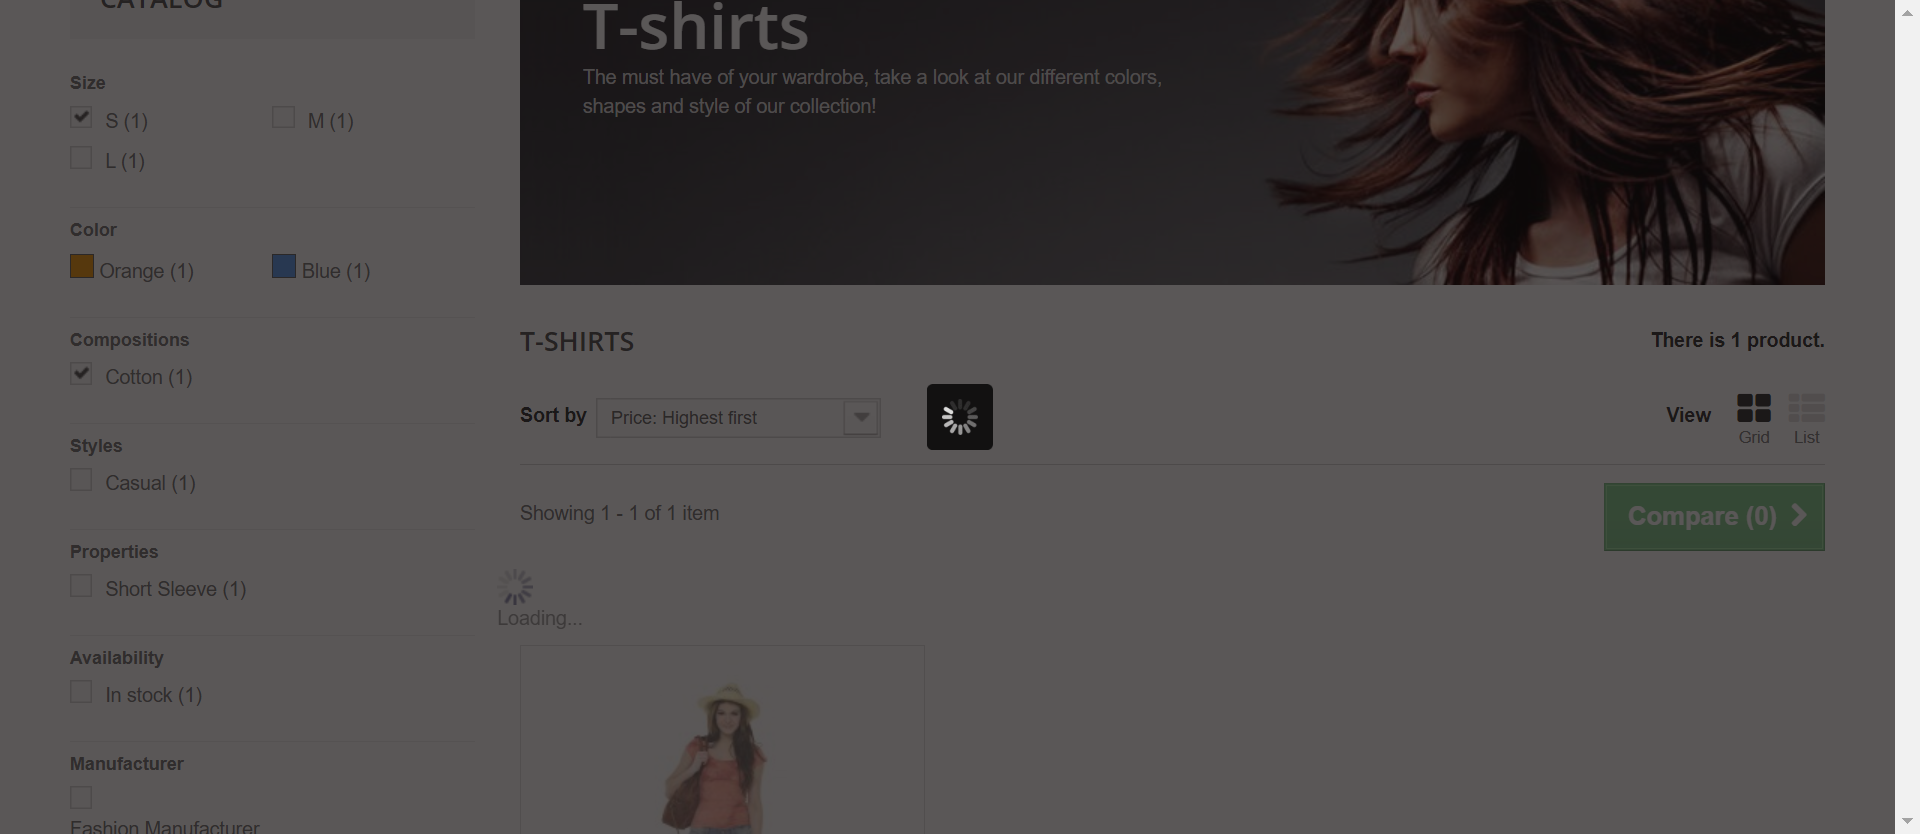 CATALOG
Size
S (1)
M (1)
L (1)
Color
Orange (1)
Blue (1)
Compositions
Cotton (1)
Styles
Casual (1)
Properties
Short Sleeve (1)
Availability
In stock (1)
Manufacturer
Fashion Manufacturer
T-shirts
The must have of your wardrobe, take a look at our different colors,
shapes and style of our collection!
T-SHIRTS
There is 1 product.
Sort by
Price: Highest first
View
Grid
List
Showing 1 - 1 of 1 item
Compare (0)
Loading...